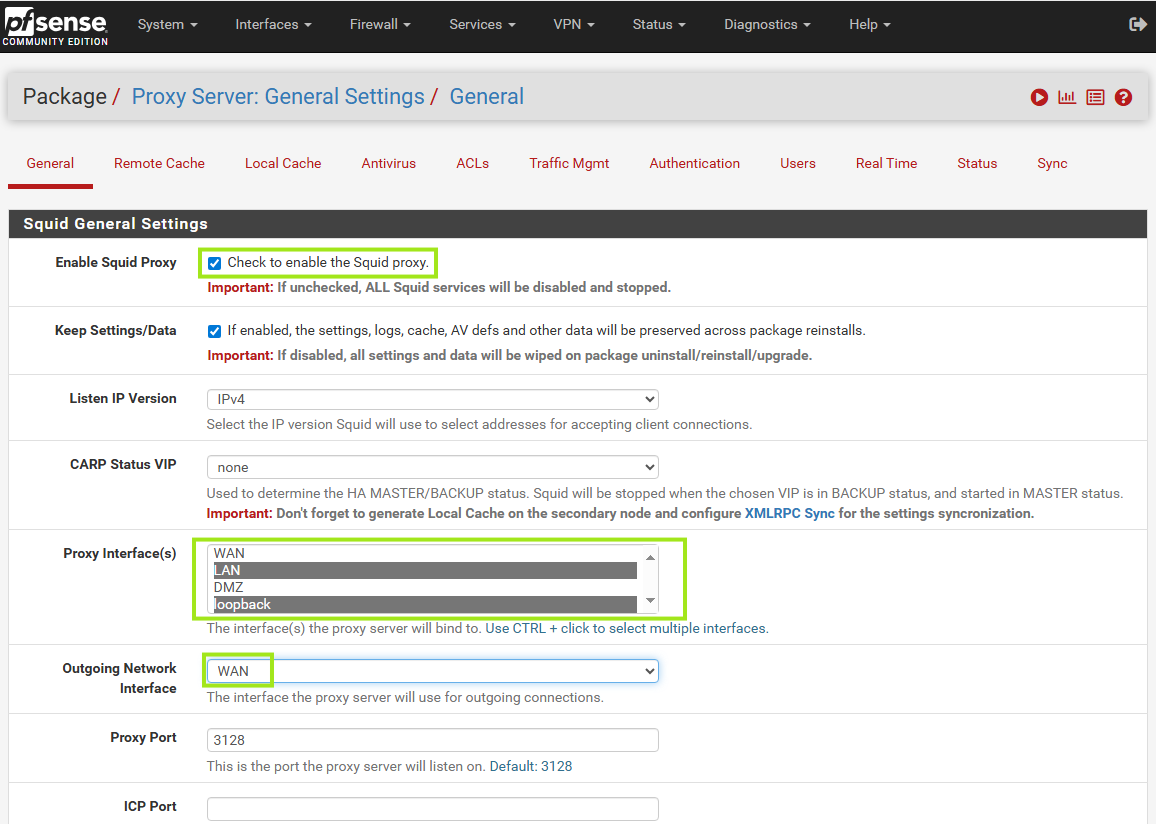 pfsense
COMMUNITY EDITION
System
Interfaces
Firewall
Services
VPN
Status
Diagnostics
Help
Package / Proxy Server: General Settings / General
General
Remote Cache
Local Cache
Antivirus
ACLs
Traffic Mgmt
Authentication
Users
Real Time
Status
Sync
Squid General Settings
Enable Squid Proxy
Check to enable the Squid proxy.
Important: If unchecked, ALL Squid services will be disabled and stopped.
Keep Settings/Data
If enabled, the settings, logs, cache, AV defs and other data will be preserved across package reinstalls.
Important: If disabled, all settings and data will be wiped on package uninstall/reinstall/upgrade.
Listen IP Version
IPv4
Select the IP version Squid will use to select addresses for accepting client connections.
CARP Status VIP
none
Used to determine the HA MASTER/BACKUP status. Squid will be stopped when the chosen VIP is in BACKUP status, and started in MASTER status.
Important: Don't forget to generate Local Cache on the secondary node and configure XMLRPC Sync for the settings syncronization.
Proxy Interface(s)
WAN
LAN
DMZ
loopback
The interface(s) the proxy server will bind to. Use CTRL + click to select multiple interfaces.
Outgoing Network
Interface
WAN
The interface the proxy server will use for outgoing connections.
Proxy Port
3128
This is the port the proxy server will listen on. Default: 3128
ICP Port